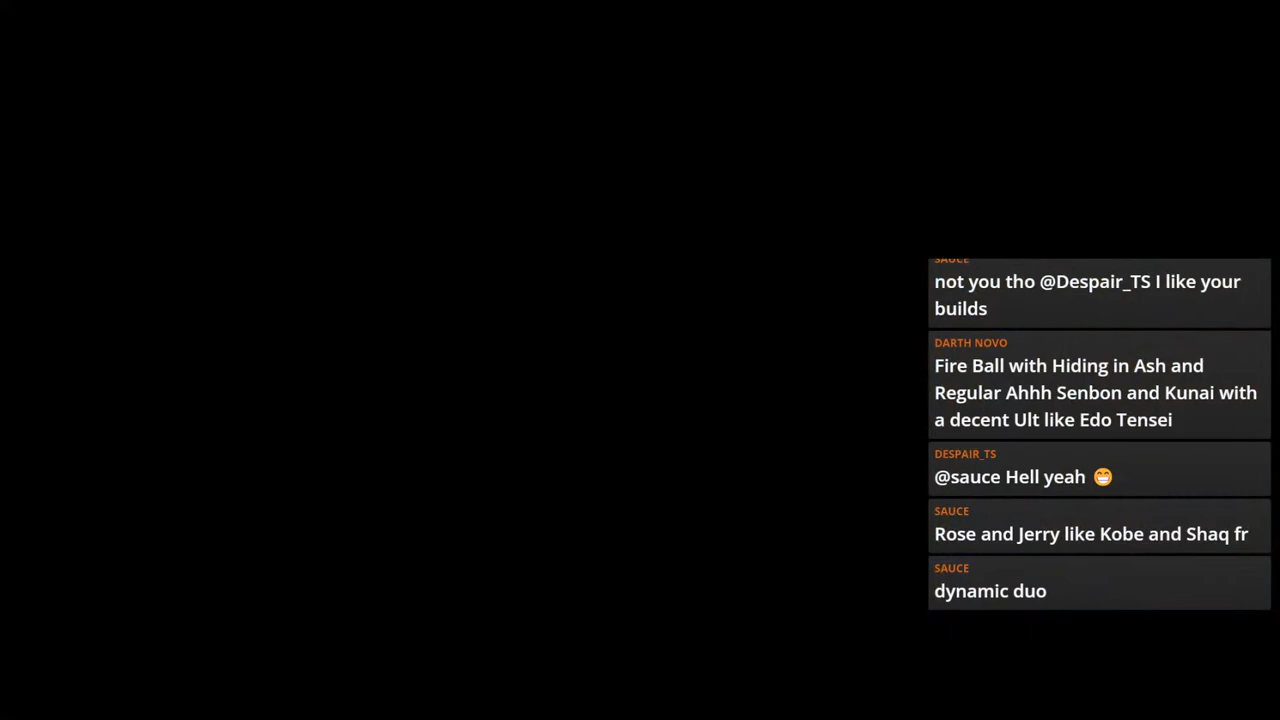 SAUCE
not you tho @Despair_TS I like your
builds
DARTH NOVO
Fire Ball with Hiding in Ash and
Regular Ahhh Senbon and Kunai with
a decent Ult like Edo Tensei
DESPAIR_TS
@sauce Hell yeah 😁
SAUCE
Rose and Jerry like Kobe and Shaq fr
SAUCE
dynamic duo